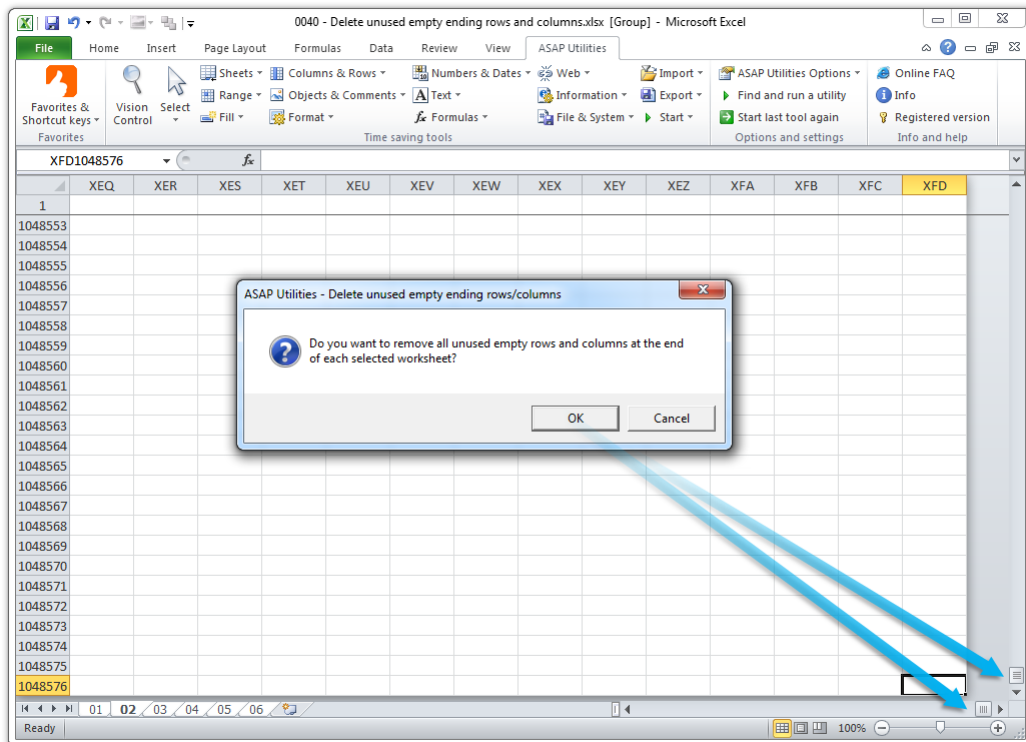 0040 - Delete unused empty ending rows and columns.xlsx [Group] - Microsoft Excel
File Home Insert Page Layout Formulas Data Review View ASAP Utilities
Sheets Columns & Rows Numbers & Dates Web Import ASAP Utilities Options Online FAQ
Favorites & Shortcut keys Vision Control Select Range Objects & Comments Text Information Export Find and run a utility Info
Fill Format Formulas File & System Start Start last tool again Registered version
Favorites Time saving tools Options and settings Info and help
XFD1048576 fx
XEQ XER XES XET XEU XEV XEW XEX XEY XEZ XFA XFB XFC XFD
1
1048553
1048554
1048555
1048556
1048557
1048558
1048559
1048560
1048561
1048562
1048563
1048564
1048565
1048566
1048567
1048568
1048569
1048570
1048571
1048572
1048573
1048574
1048575
1048576
ASAP Utilities - Delete unused empty ending rows/columns
Do you want to remove all unused empty rows and columns at the end
of each selected worksheet?
OK Cancel
01 02 03 04 05 06
Ready 100%